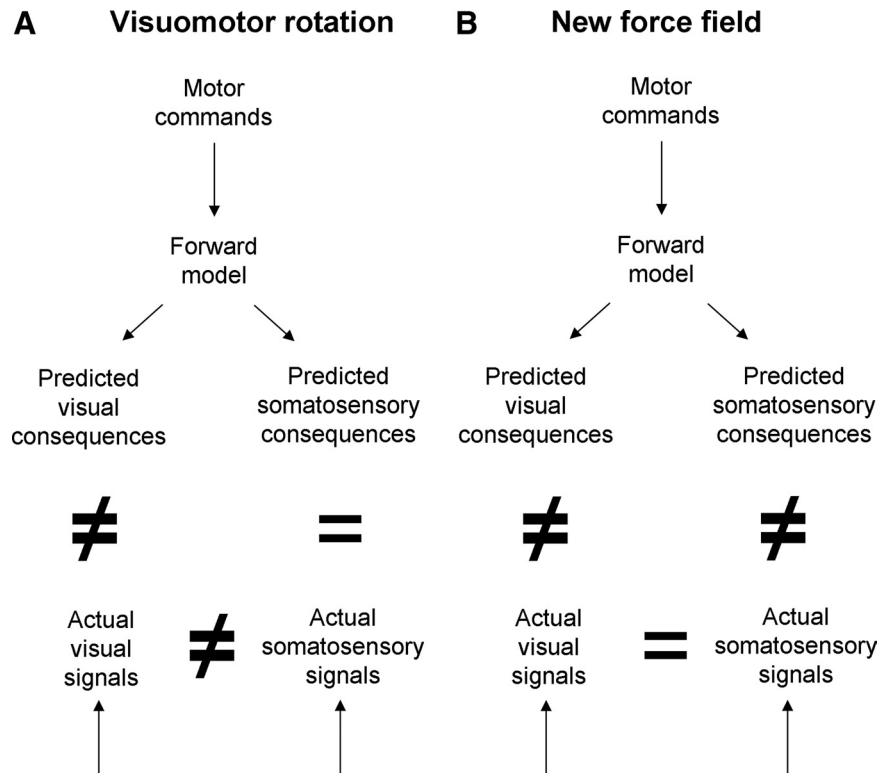 A Visuomotor rotation
Motor
commands
Forward
model
Predicted
visual
consequences
Predicted
somatosensory
consequences
≠
=
Actual
visual
signals
≠
Actual
somatosensory
signals
B New force field
Motor
commands
Forward
model
Predicted
visual
consequences
Predicted
somatosensory
consequences
≠
≠
Actual
visual
signals
=
Actual
somatosensory
signals